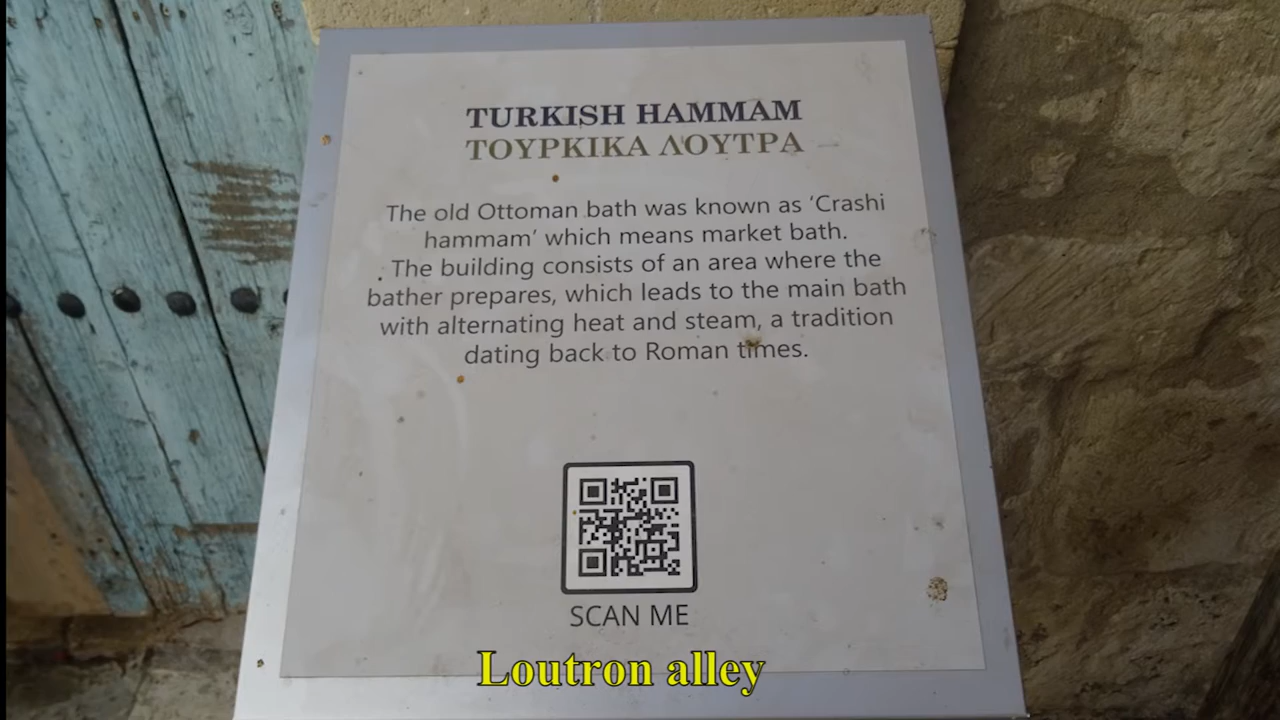 TURKISH HAMMAM
ΤΟΥΡΚΙΚΑ ΛΟΥΤΡΑ
The old Ottoman bath was known as ‘Crashi
hammam’ which means market bath.
The building consists of an area where the
bather prepares, which leads to the main bath
with alternating heat and steam, a tradition
dating back to Roman times.
SCAN ME
Loutron alley